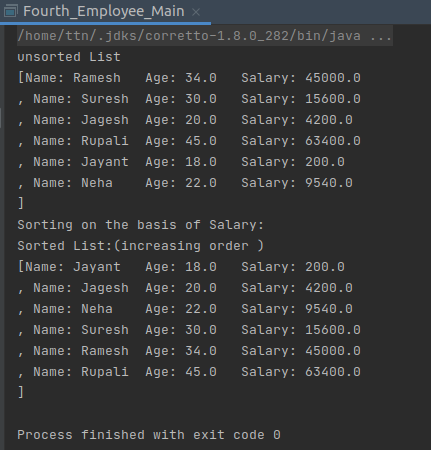 Fourth_Employee_Main ×
/home/ttn/.jdks/corretto-1.8.0_282/bin/java ...
unsorted List
[Name: Ramesh   Age: 34.0   Salary: 45000.0
, Name: Suresh   Age: 30.0   Salary: 15600.0
, Name: Jagesh   Age: 20.0   Salary: 4200.0
, Name: Rupali   Age: 45.0   Salary: 63400.0
, Name: Jayant   Age: 18.0   Salary: 200.0
, Name: Neha     Age: 22.0   Salary: 9540.0
]
Sorting on the basis of Salary:
Sorted List:(increasing order )
[Name: Jayant   Age: 18.0   Salary: 200.0
, Name: Jagesh   Age: 20.0   Salary: 4200.0
, Name: Neha     Age: 22.0   Salary: 9540.0
, Name: Suresh   Age: 30.0   Salary: 15600.0
, Name: Ramesh   Age: 34.0   Salary: 45000.0
, Name: Rupali   Age: 45.0   Salary: 63400.0
]
Process finished with exit code 0